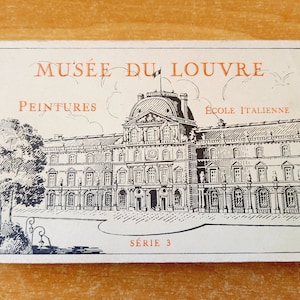 MUSÉE DU LOUVRE
PEINTURES
ÉCOLE ITALIENNE
SÉRIE 3